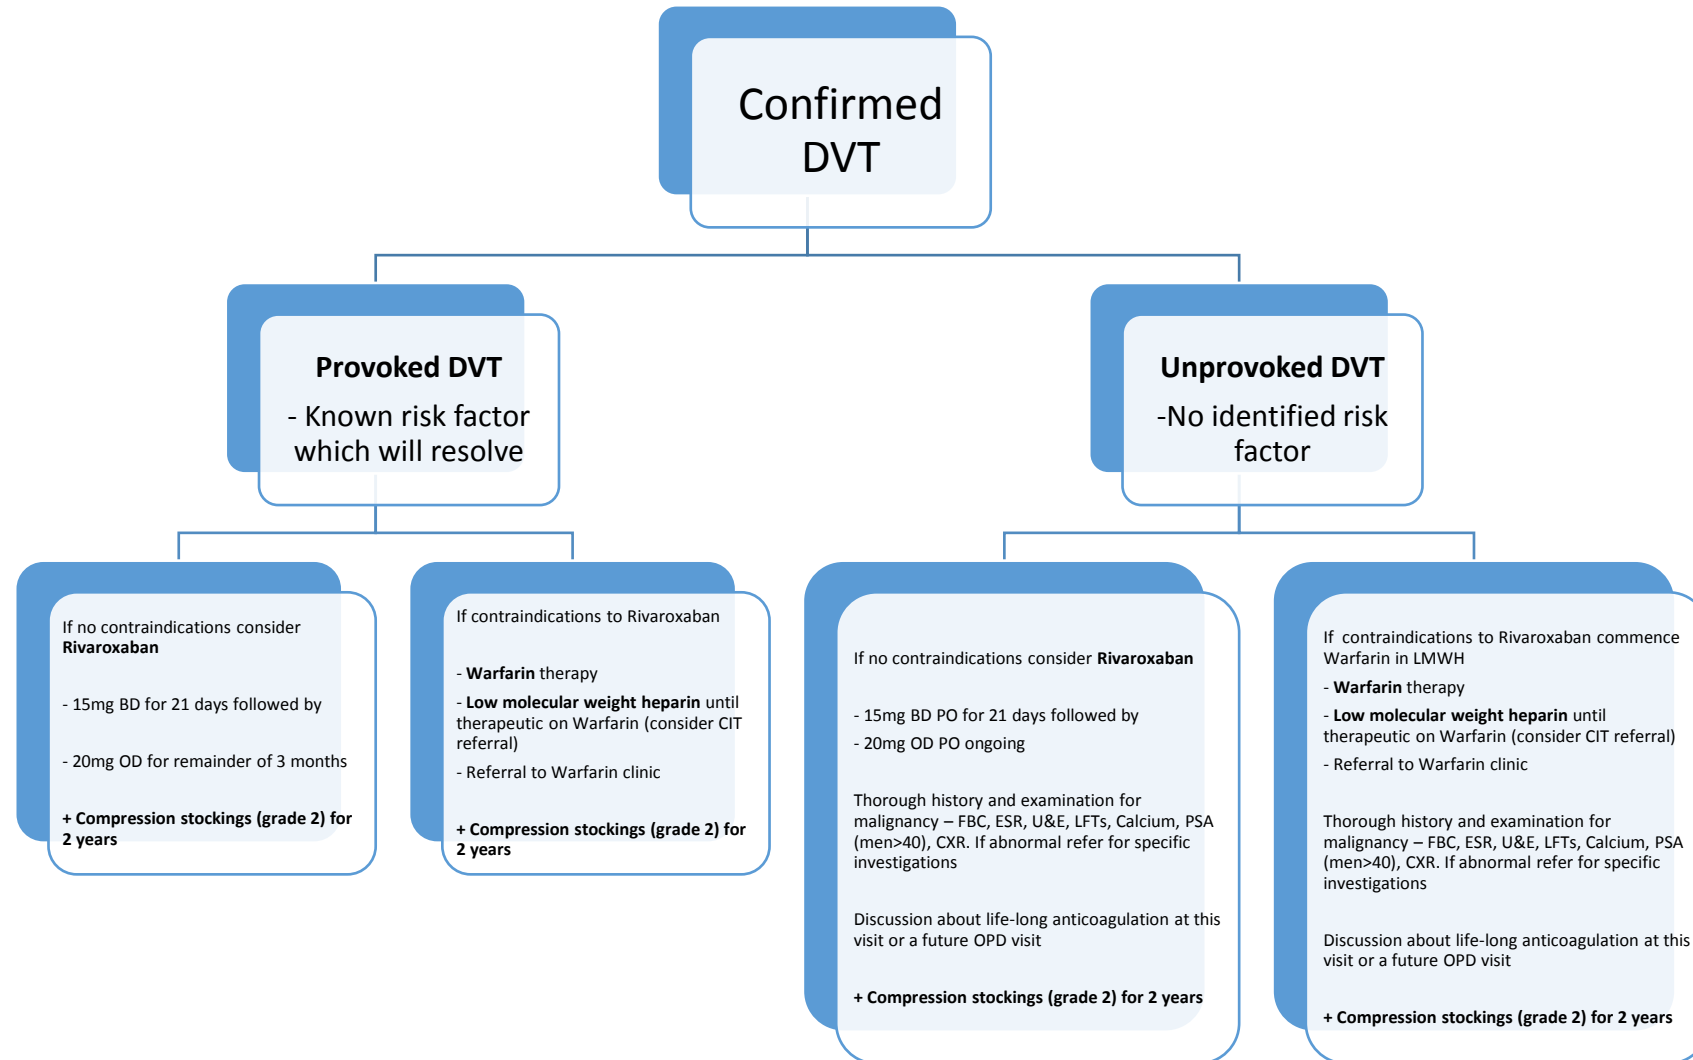 Confirmed
DVT
Provoked DVT
- Known risk factor
which will resolve
Unprovoked DVT
-No identified risk
factor
If no contraindications consider
Rivaroxaban
- 15mg BD for 21 days followed by
- 20mg OD for remainder of 3 months
+ Compression stockings (grade 2) for
2 years
If contraindications to Rivaroxaban
- Warfarin therapy
- Low molecular weight heparin until
therapeutic on Warfarin (consider CIT
referral)
- Referral to Warfarin clinic
+ Compression stockings (grade 2) for
2 years
If no contraindications consider Rivaroxaban
- 15mg BD PO for 21 days followed by
- 20mg OD PO ongoing
Thorough history and examination for
malignancy – FBC, ESR, U&E, LFTs, Calcium, PSA
(men>40), CXR. If abnormal refer for specific
investigations
Discussion about life-long anticoagulation at this
visit or a future OPD visit
+ Compression stockings (grade 2) for 2 years
If  contraindications to Rivaroxaban commence
Warfarin in LMWH
- Warfarin therapy
- Low molecular weight heparin until
therapeutic on Warfarin (consider CIT referral)
- Referral to Warfarin clinic
Thorough history and examination for
malignancy – FBC, ESR, U&E, LFTs, Calcium, PSA
(men>40), CXR. If abnormal refer for specific
investigations
Discussion about life-long anticoagulation at this
visit or a future OPD visit
+ Compression stockings (grade 2) for 2 years